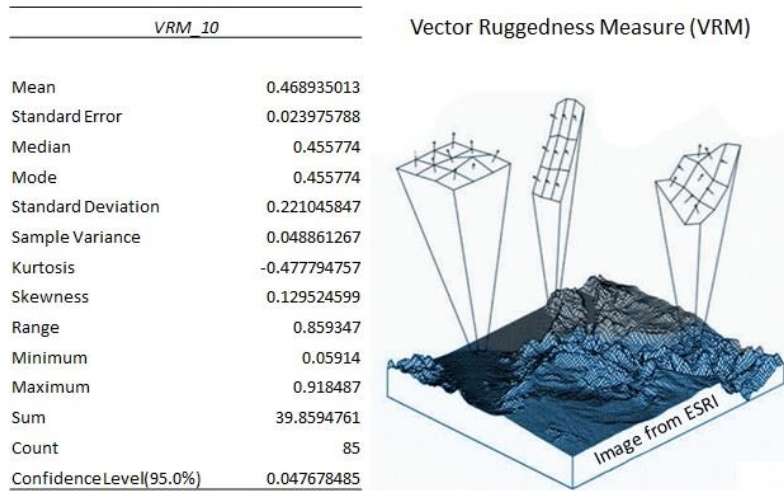 VRM_10
Mean 0.468935013
Standard Error 0.023975788
Median 0.455774
Mode 0.455774
Standard Deviation 0.221045847
Sample Variance 0.048861267
Kurtosis -0.477794757
Skewness 0.129524599
Range 0.859347
Minimum 0.05914
Maximum 0.918487
Sum 39.8594761
Count 85
Confidence Level(95.0%) 0.047678485
Vector Ruggedness Measure (VRM)
Image from ESRI